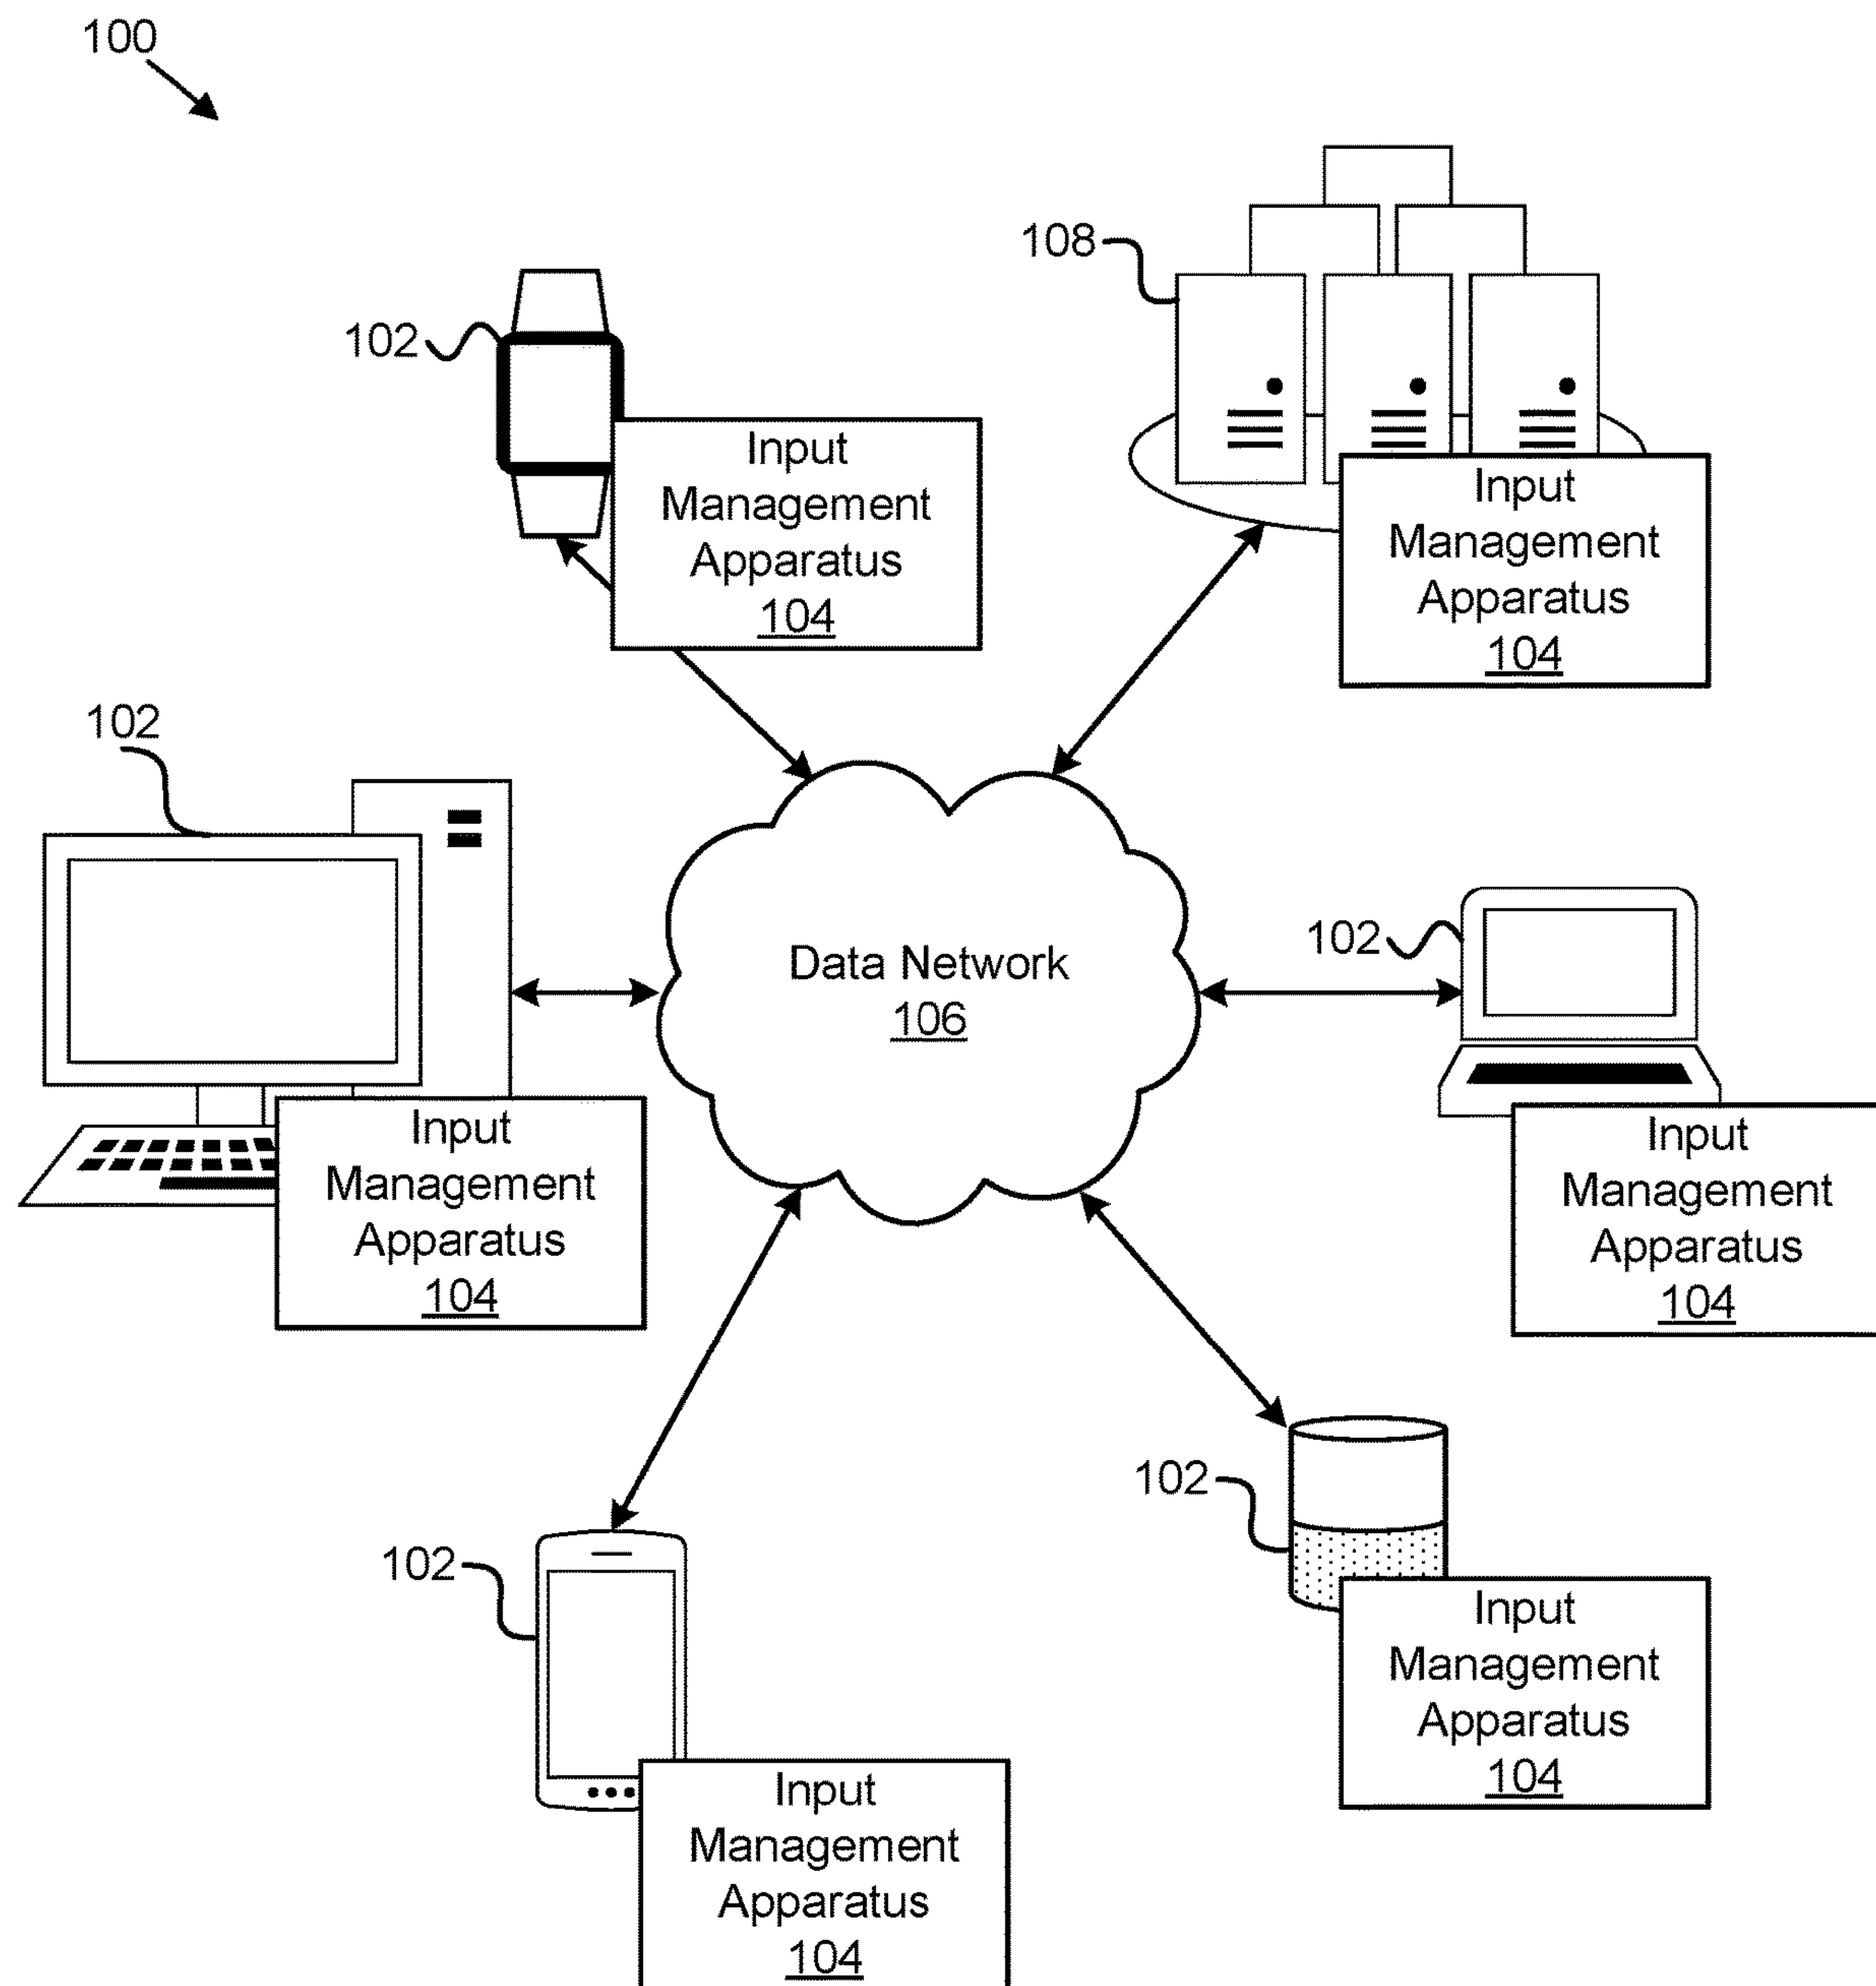 100
108
102
Input
Management
Apparatus
104
Input
Management
Apparatus
104
102
Data Network
106
102
Input
Management
Apparatus
104
Input
Management
Apparatus
104
102
102
Input
Management
Apparatus
104
Input
Management
Apparatus
104